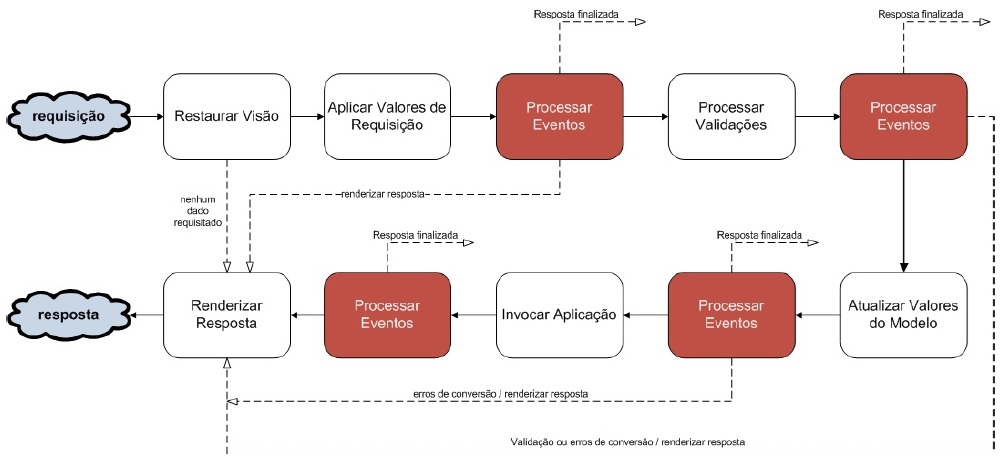 Resposta finalizada
Resposta finalizada
requisição
Restaurar Visão
Aplicar Valores de
Requisição
Processar
Eventos
Processar
Validações
Processar
Eventos
nenhum
dado
requisitado
renderizar resposta
Resposta finalizada
Resposta finalizada
resposta
Renderizar
Resposta
Processar
Eventos
Invocar Aplicação
Processar
Eventos
Atualizar Valores
do Modelo
erros de conversão / renderizar resposta
Validação ou erros de conversão / renderizar resposta